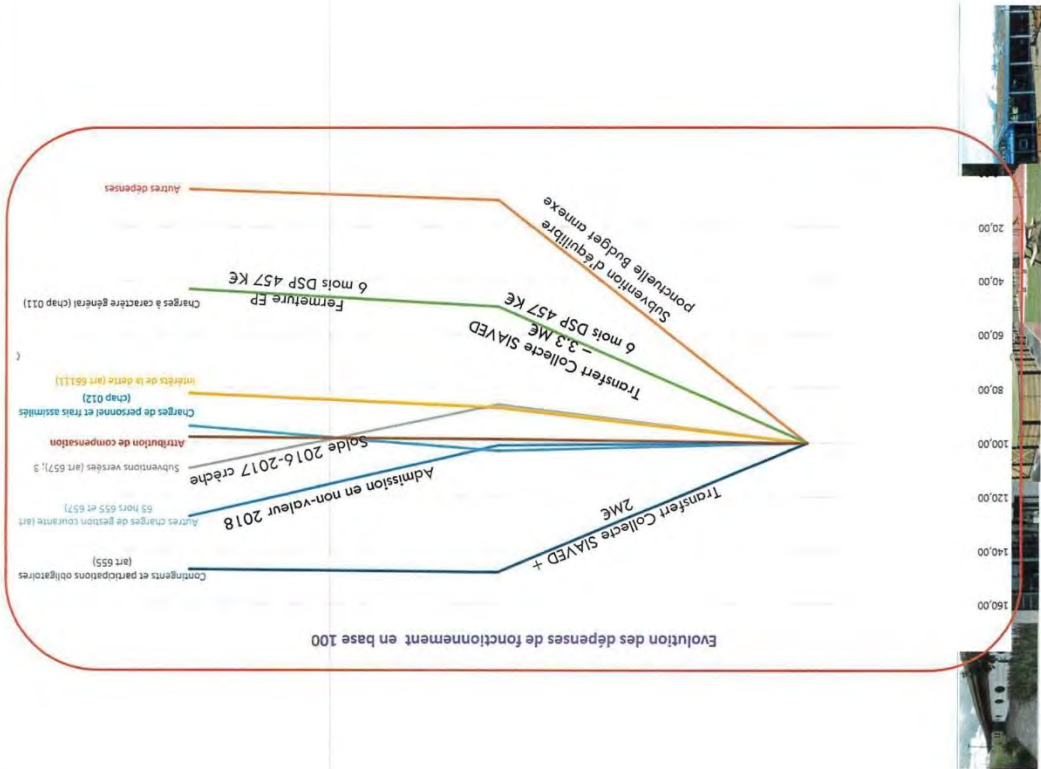 Evolution des dépenses de fonctionnement en base 100
160,00
140,00
120,00
100,00
80,00
60,00
40,00
20,00
Transfert Collecte SIAVED +
2M€
Admission en non-valeur 2018
Solde 2016-2017 crèche
Transfert Collecte SIAVED
– 3,3 M€
6 mois DSP 457 K€
Fermeture EP
6 mois DSP 457 K€
Subvention d'équilibre
ponctuelle Budget annexe
Contingents et participations obligatoires
(art 655)
Autres charges de gestion courante (art
65 hors 655 et 657)
Subventions versées (art 657); 3
Attribution de compensation
Charges de personnel et frais assimilés
(chap 012)
Intérêts de la dette (art 66111)
Charges à caractère général (chap 011)
Autres dépenses